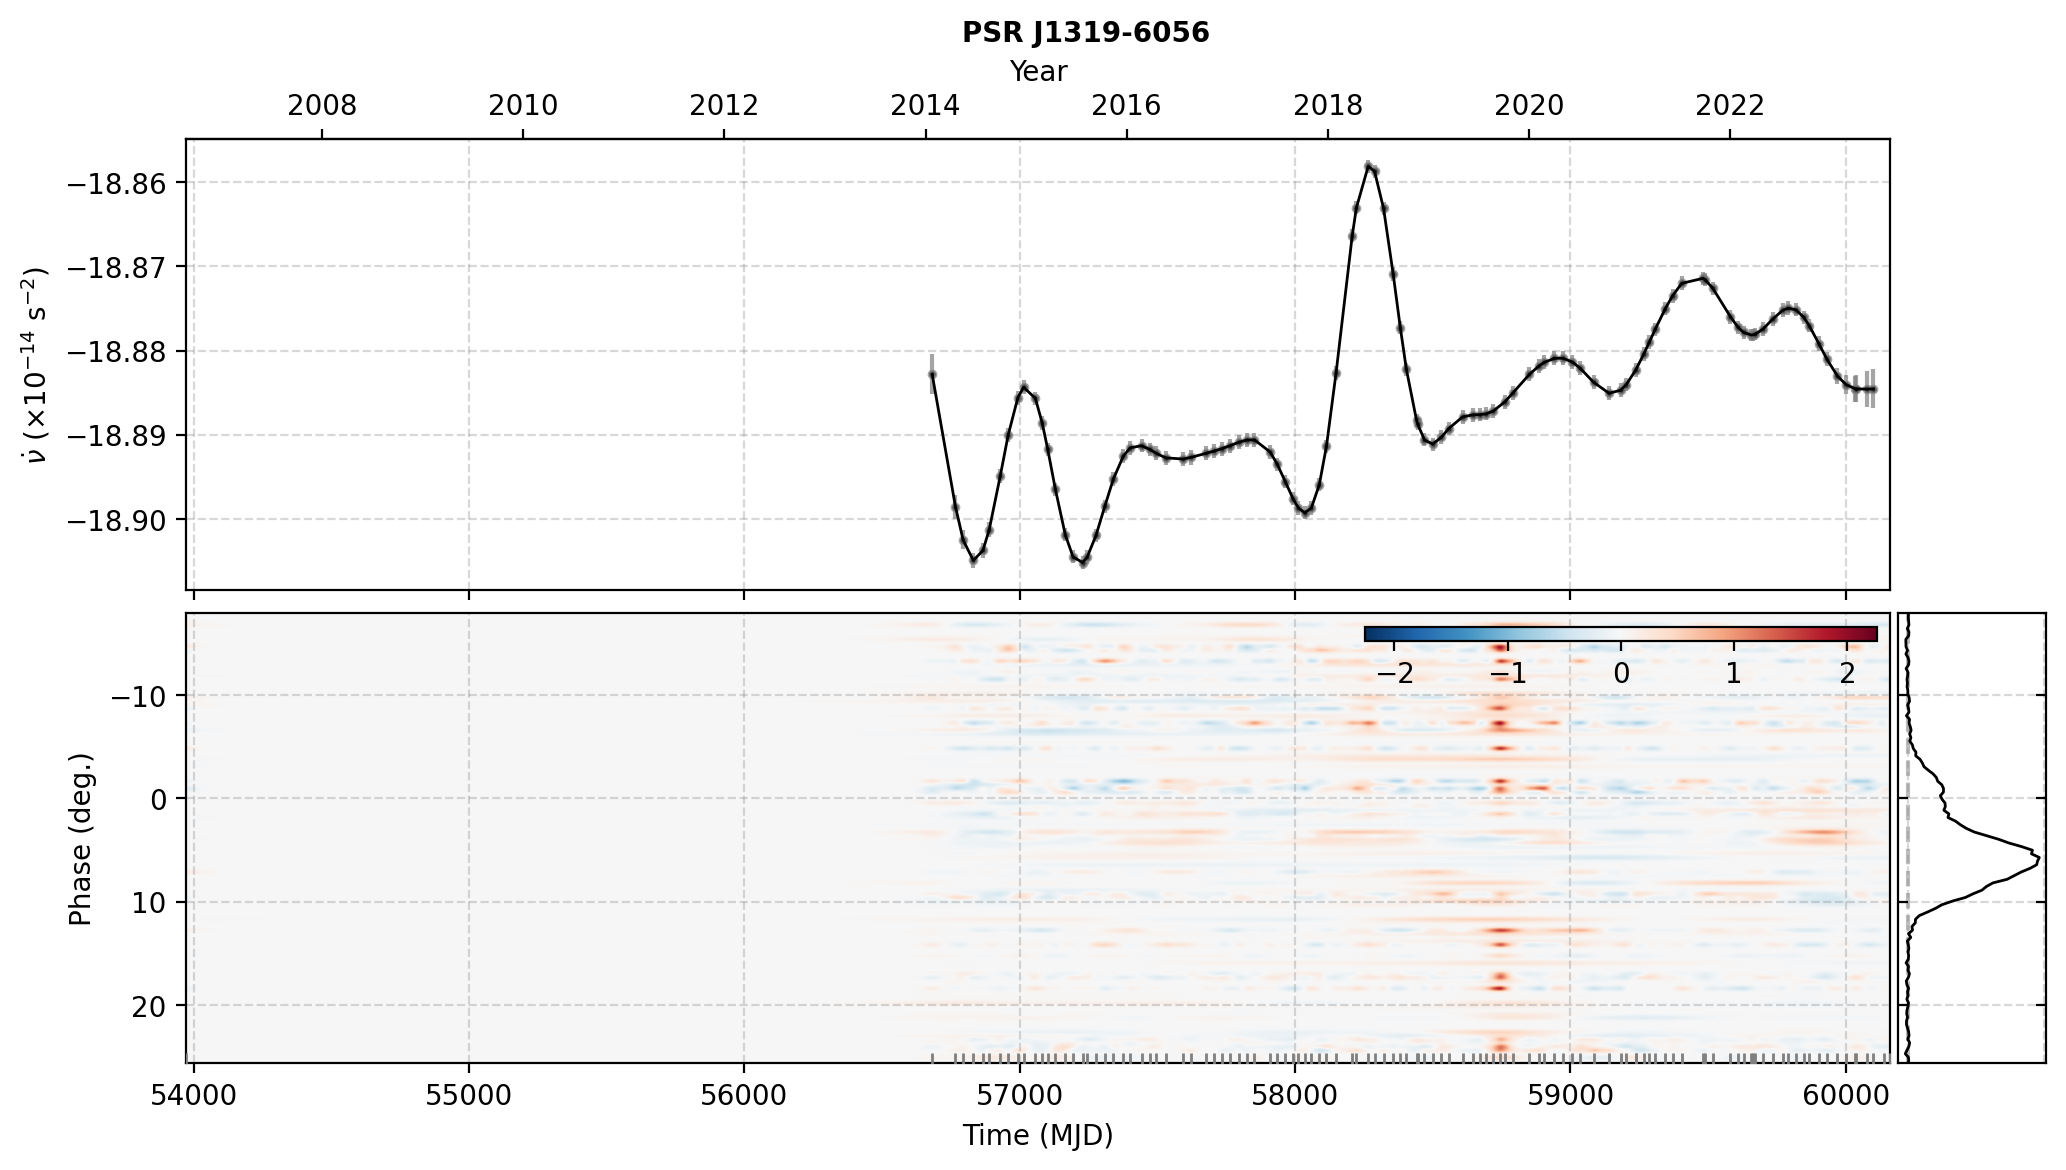 PSR J1319-6056
Year
2008 2010 2012 2014 2016 2018 2020 2022
−18.86
−18.87
−18.88
−18.89
−18.90
ν̇ (×10⁻¹⁴ s⁻²)
−2 −1 0 1 2
−10
0
10
20
Phase (deg.)
54000 55000 56000 57000 58000 59000 60000
Time (MJD)